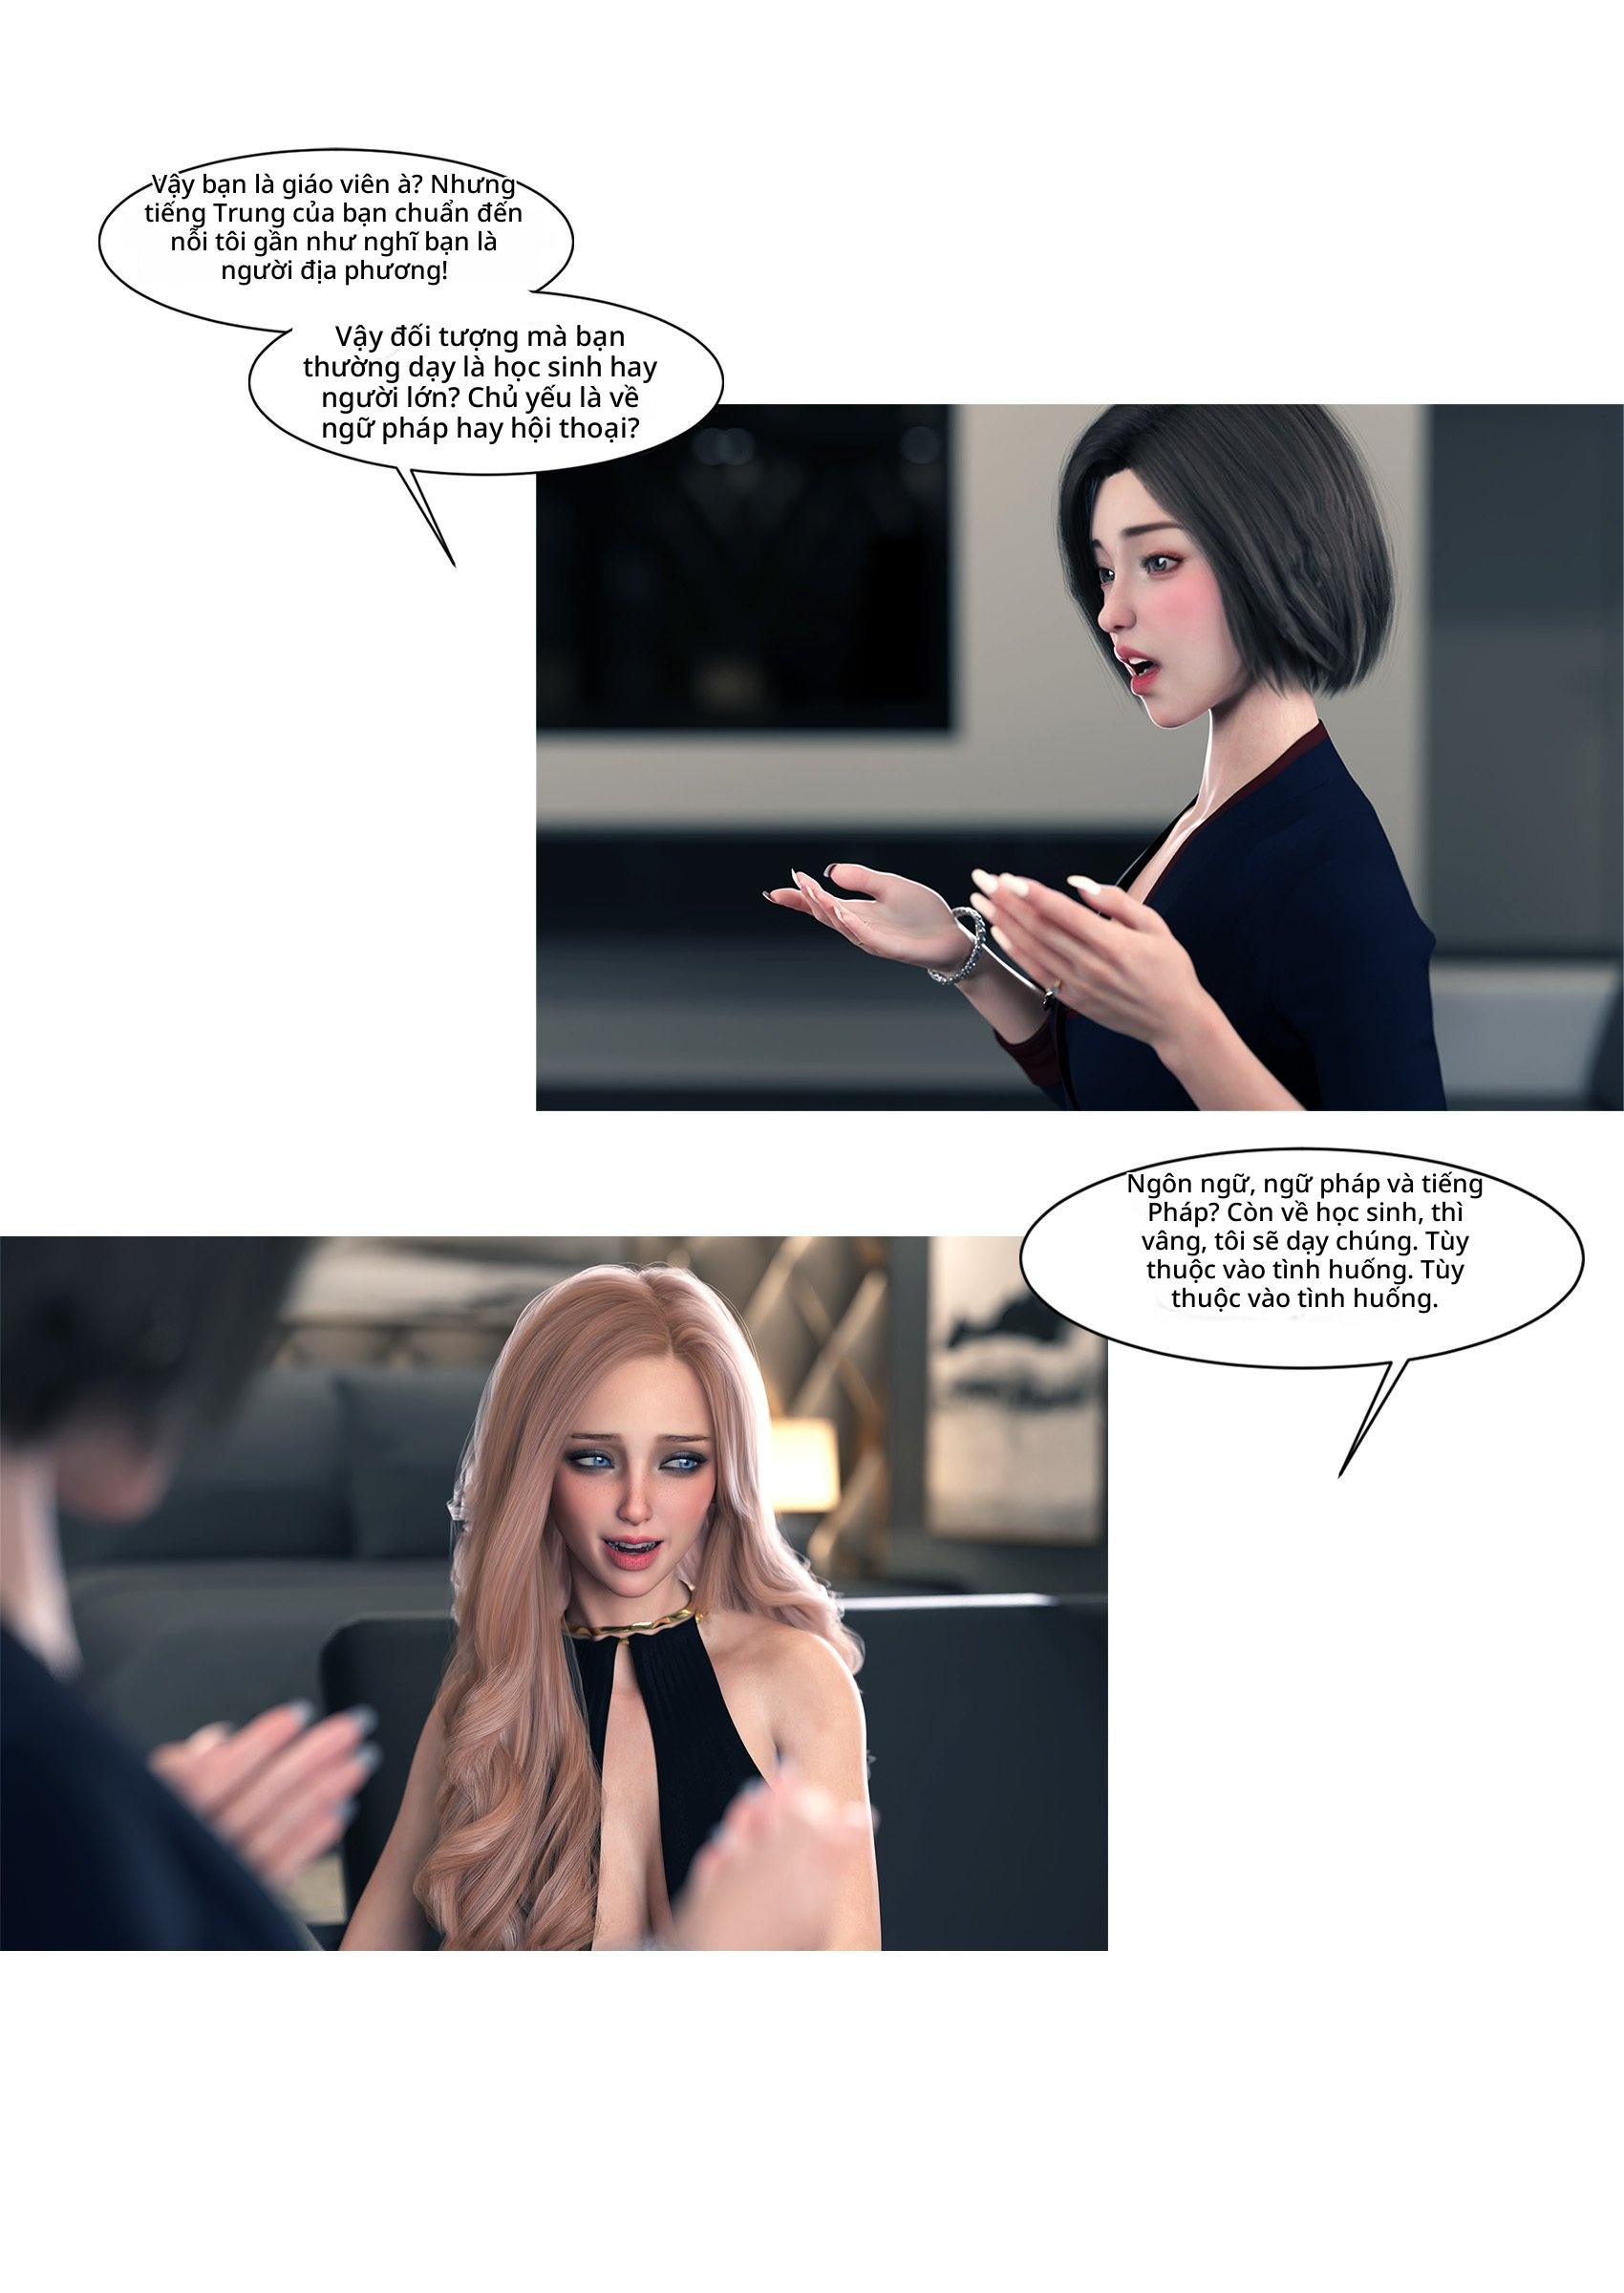 Vậy bạn là giáo viên à? Nhưng
tiếng Trung của bạn chuẩn đến
nỗi tôi gần như nghĩ bạn là
người địa phương!
Vậy đối tượng mà bạn
thường dạy là học sinh hay
người lớn? Chủ yếu là về
ngữ pháp hay hội thoại?
Ngôn ngữ, ngữ pháp và tiếng
Pháp? Còn về học sinh, thì
vâng, tôi sẽ dạy chúng. Tùy
thuộc vào tình huống. Tùy
thuộc vào tình huống.